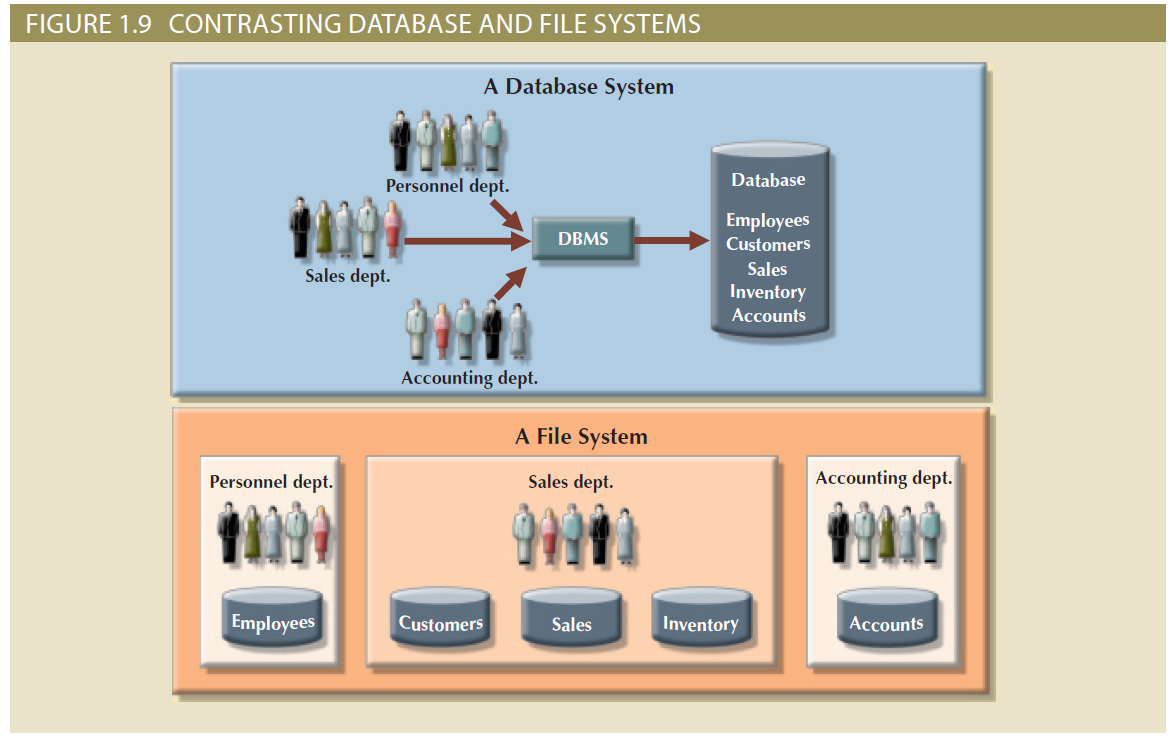 FIGURE 1.9 CONTRASTING DATABASE AND FILE SYSTEMS
A Database System
Personnel dept.
Sales dept.
Accounting dept.
DBMS
Database
Employees
Customers
Sales
Inventory
Accounts
A File System
Personnel dept.
Employees
Sales dept.
Customers
Sales
Inventory
Accounting dept.
Accounts